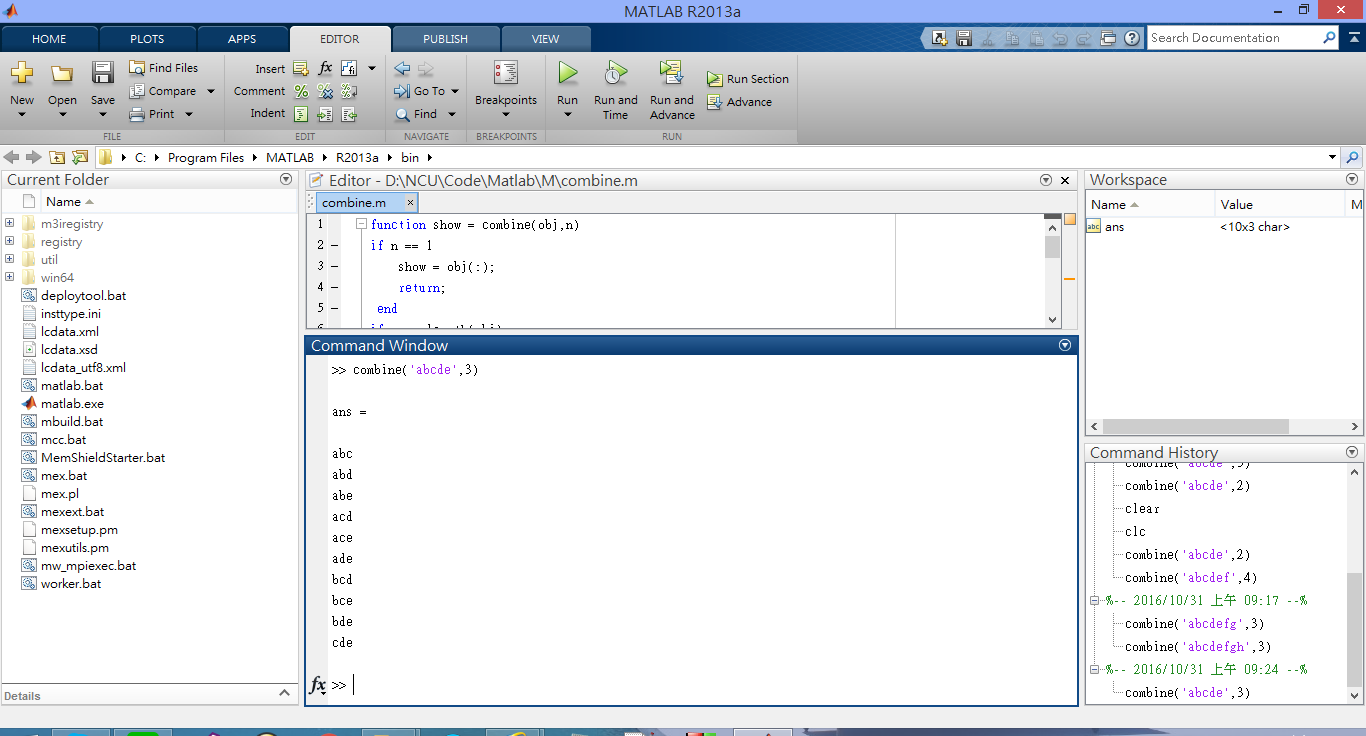 MATLAB R2013a
HOME PLOTS APPS EDITOR PUBLISH VIEW
Search Documentation
New Open Save Find Files Compare Print
Insert Comment Indent
Go To Find
Breakpoints
Run Run and Time Run and Advance Run Section Advance
FILE EDIT NAVIGATE BREAKPOINTS RUN
C: Program Files MATLAB R2013a bin
Current Folder
Name
m3iregistry
registry
util
win64
deploytool.bat
insttype.ini
lcdata.xml
lcdata.xsd
lcdata_utf8.xml
matlab.bat
matlab.exe
mbuild.bat
mcc.bat
MemShieldStarter.bat
mex.bat
mex.pl
mexext.bat
mexsetup.pm
mexutils.pm
mw_mpiexec.bat
worker.bat
Details
Editor - D:\NCU\Code\Matlab\M\combine.m
combine.m
1 function show = combine(obj,n)
2 – if n == 1
3 – show = obj(:);
4 – return;
5 – end
Command Window
>> combine('abcde',3)
ans =
abc
abd
abe
acd
ace
ade
bcd
bce
bde
cde
fx >>
Workspace
Name Value M
abc ans <10x3 char>
Command History
combine('abcde',2)
clear
clc
combine('abcde',2)
combine('abcdef',4)
%-- 2016/10/31 上午 09:17 --%
combine('abcdefg',3)
combine('abcdefgh',3)
%-- 2016/10/31 上午 09:24 --%
combine('abcde',3)